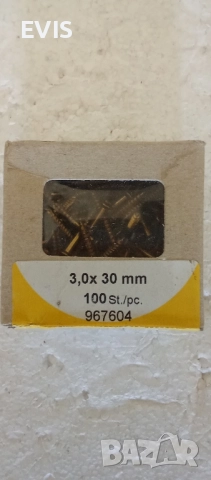 EVIS
3,0x 30 mm
100 St./pc.
967604
BAZAR